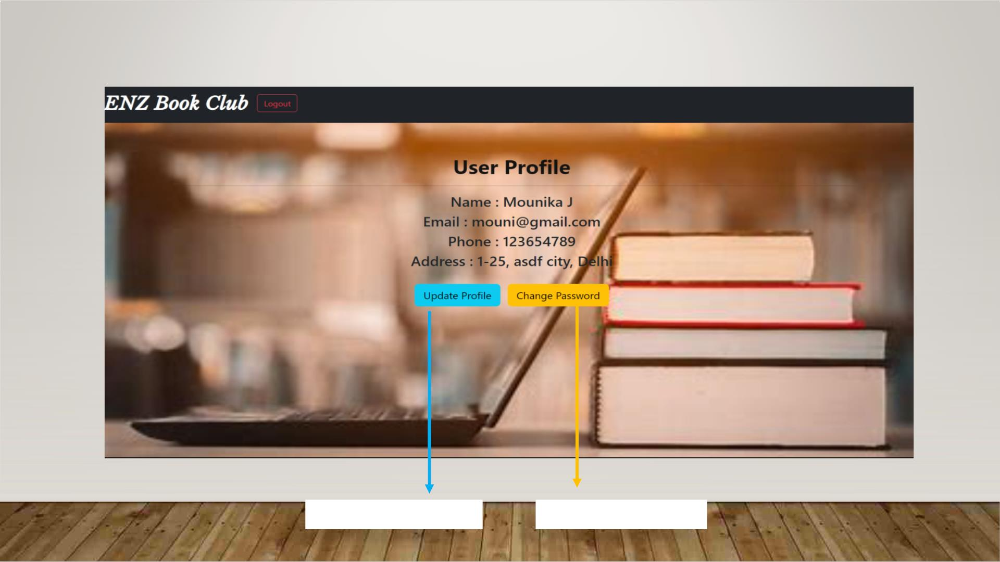 ENZ Book Club Logout
User Profile
Name : Mounika J
Email : mouni@gmail.com
Phone : 123654789
Address : 1-25, asdf city, Delhi
Update Profile Change Password